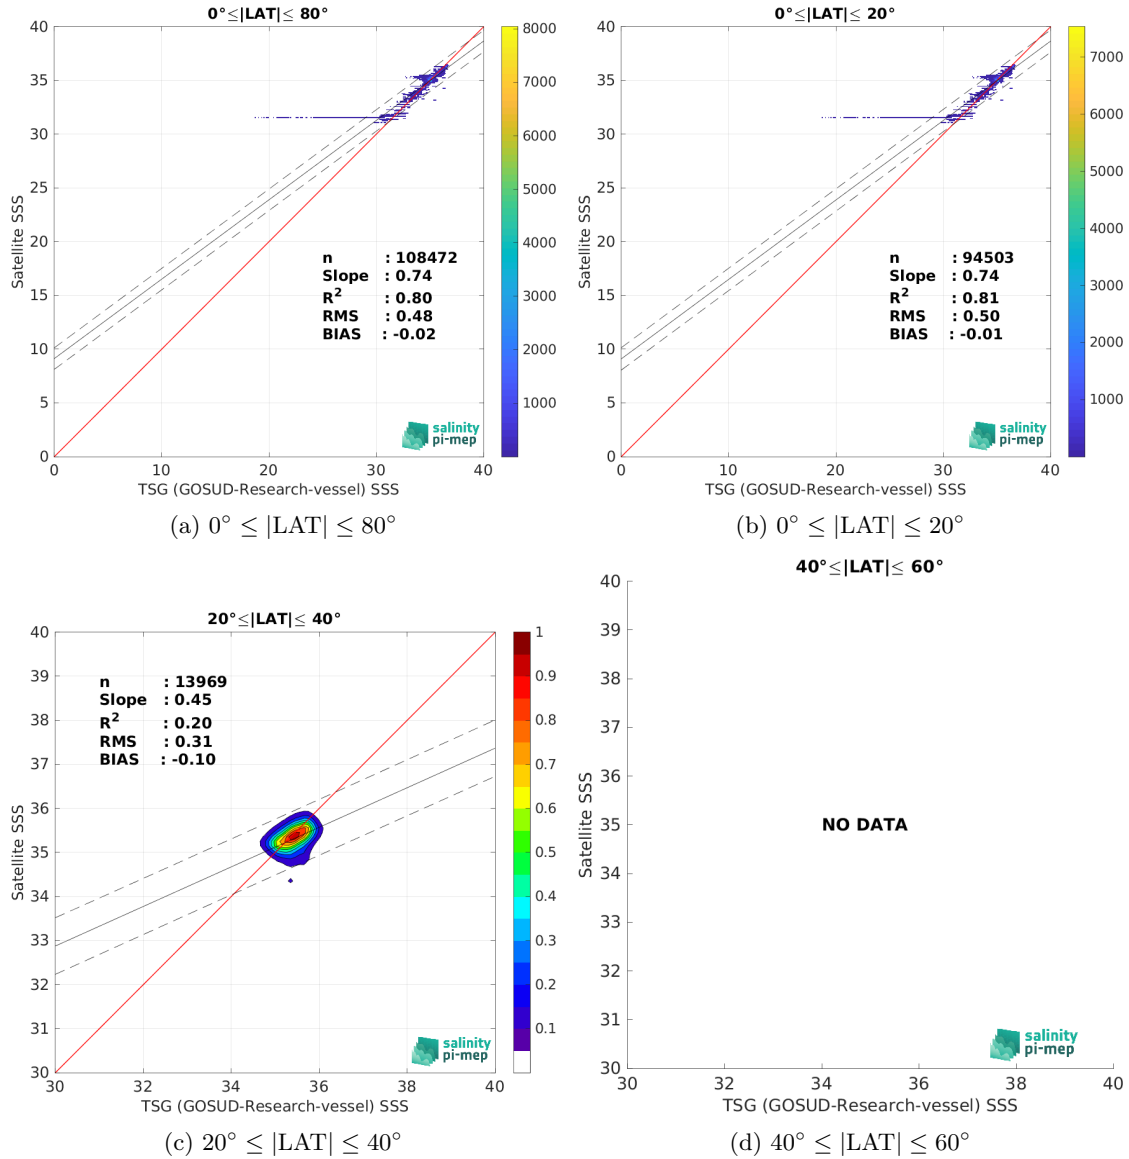 0°≤|LAT|≤ 80°
40
35
30
25
20
15
10
5
0
Satellite SSS
n : 108472
Slope : 0.74
R² : 0.80
RMS : 0.48
BIAS : -0.02
salinity
pi-mep
0 10 20 30 40
TSG (GOSUD-Research-vessel) SSS
8000
7000
6000
5000
4000
3000
2000
1000
(a) 0° ≤ |LAT| ≤ 80°
0°≤|LAT|≤ 20°
40
35
30
25
20
15
10
5
0
Satellite SSS
n : 94503
Slope : 0.74
R² : 0.81
RMS : 0.50
BIAS : -0.01
salinity
pi-mep
0 10 20 30 40
TSG (GOSUD-Research-vessel) SSS
7000
6000
5000
4000
3000
2000
1000
(b) 0° ≤ |LAT| ≤ 20°
20°≤|LAT|≤ 40°
40
39
38
37
36
35
34
33
32
31
30
Satellite SSS
n : 13969
Slope : 0.45
R² : 0.20
RMS : 0.31
BIAS : -0.10
salinity
pi-mep
30 32 34 36 38 40
TSG (GOSUD-Research-vessel) SSS
1
0.9
0.8
0.7
0.6
0.5
0.4
0.3
0.2
0.1
(c) 20° ≤ |LAT| ≤ 40°
40°≤|LAT|≤ 60°
40
39
38
37
36
35
34
33
32
31
30
Satellite SSS
NO DATA
salinity
pi-mep
30 32 34 36 38 40
TSG (GOSUD-Research-vessel) SSS
(d) 40° ≤ |LAT| ≤ 60°